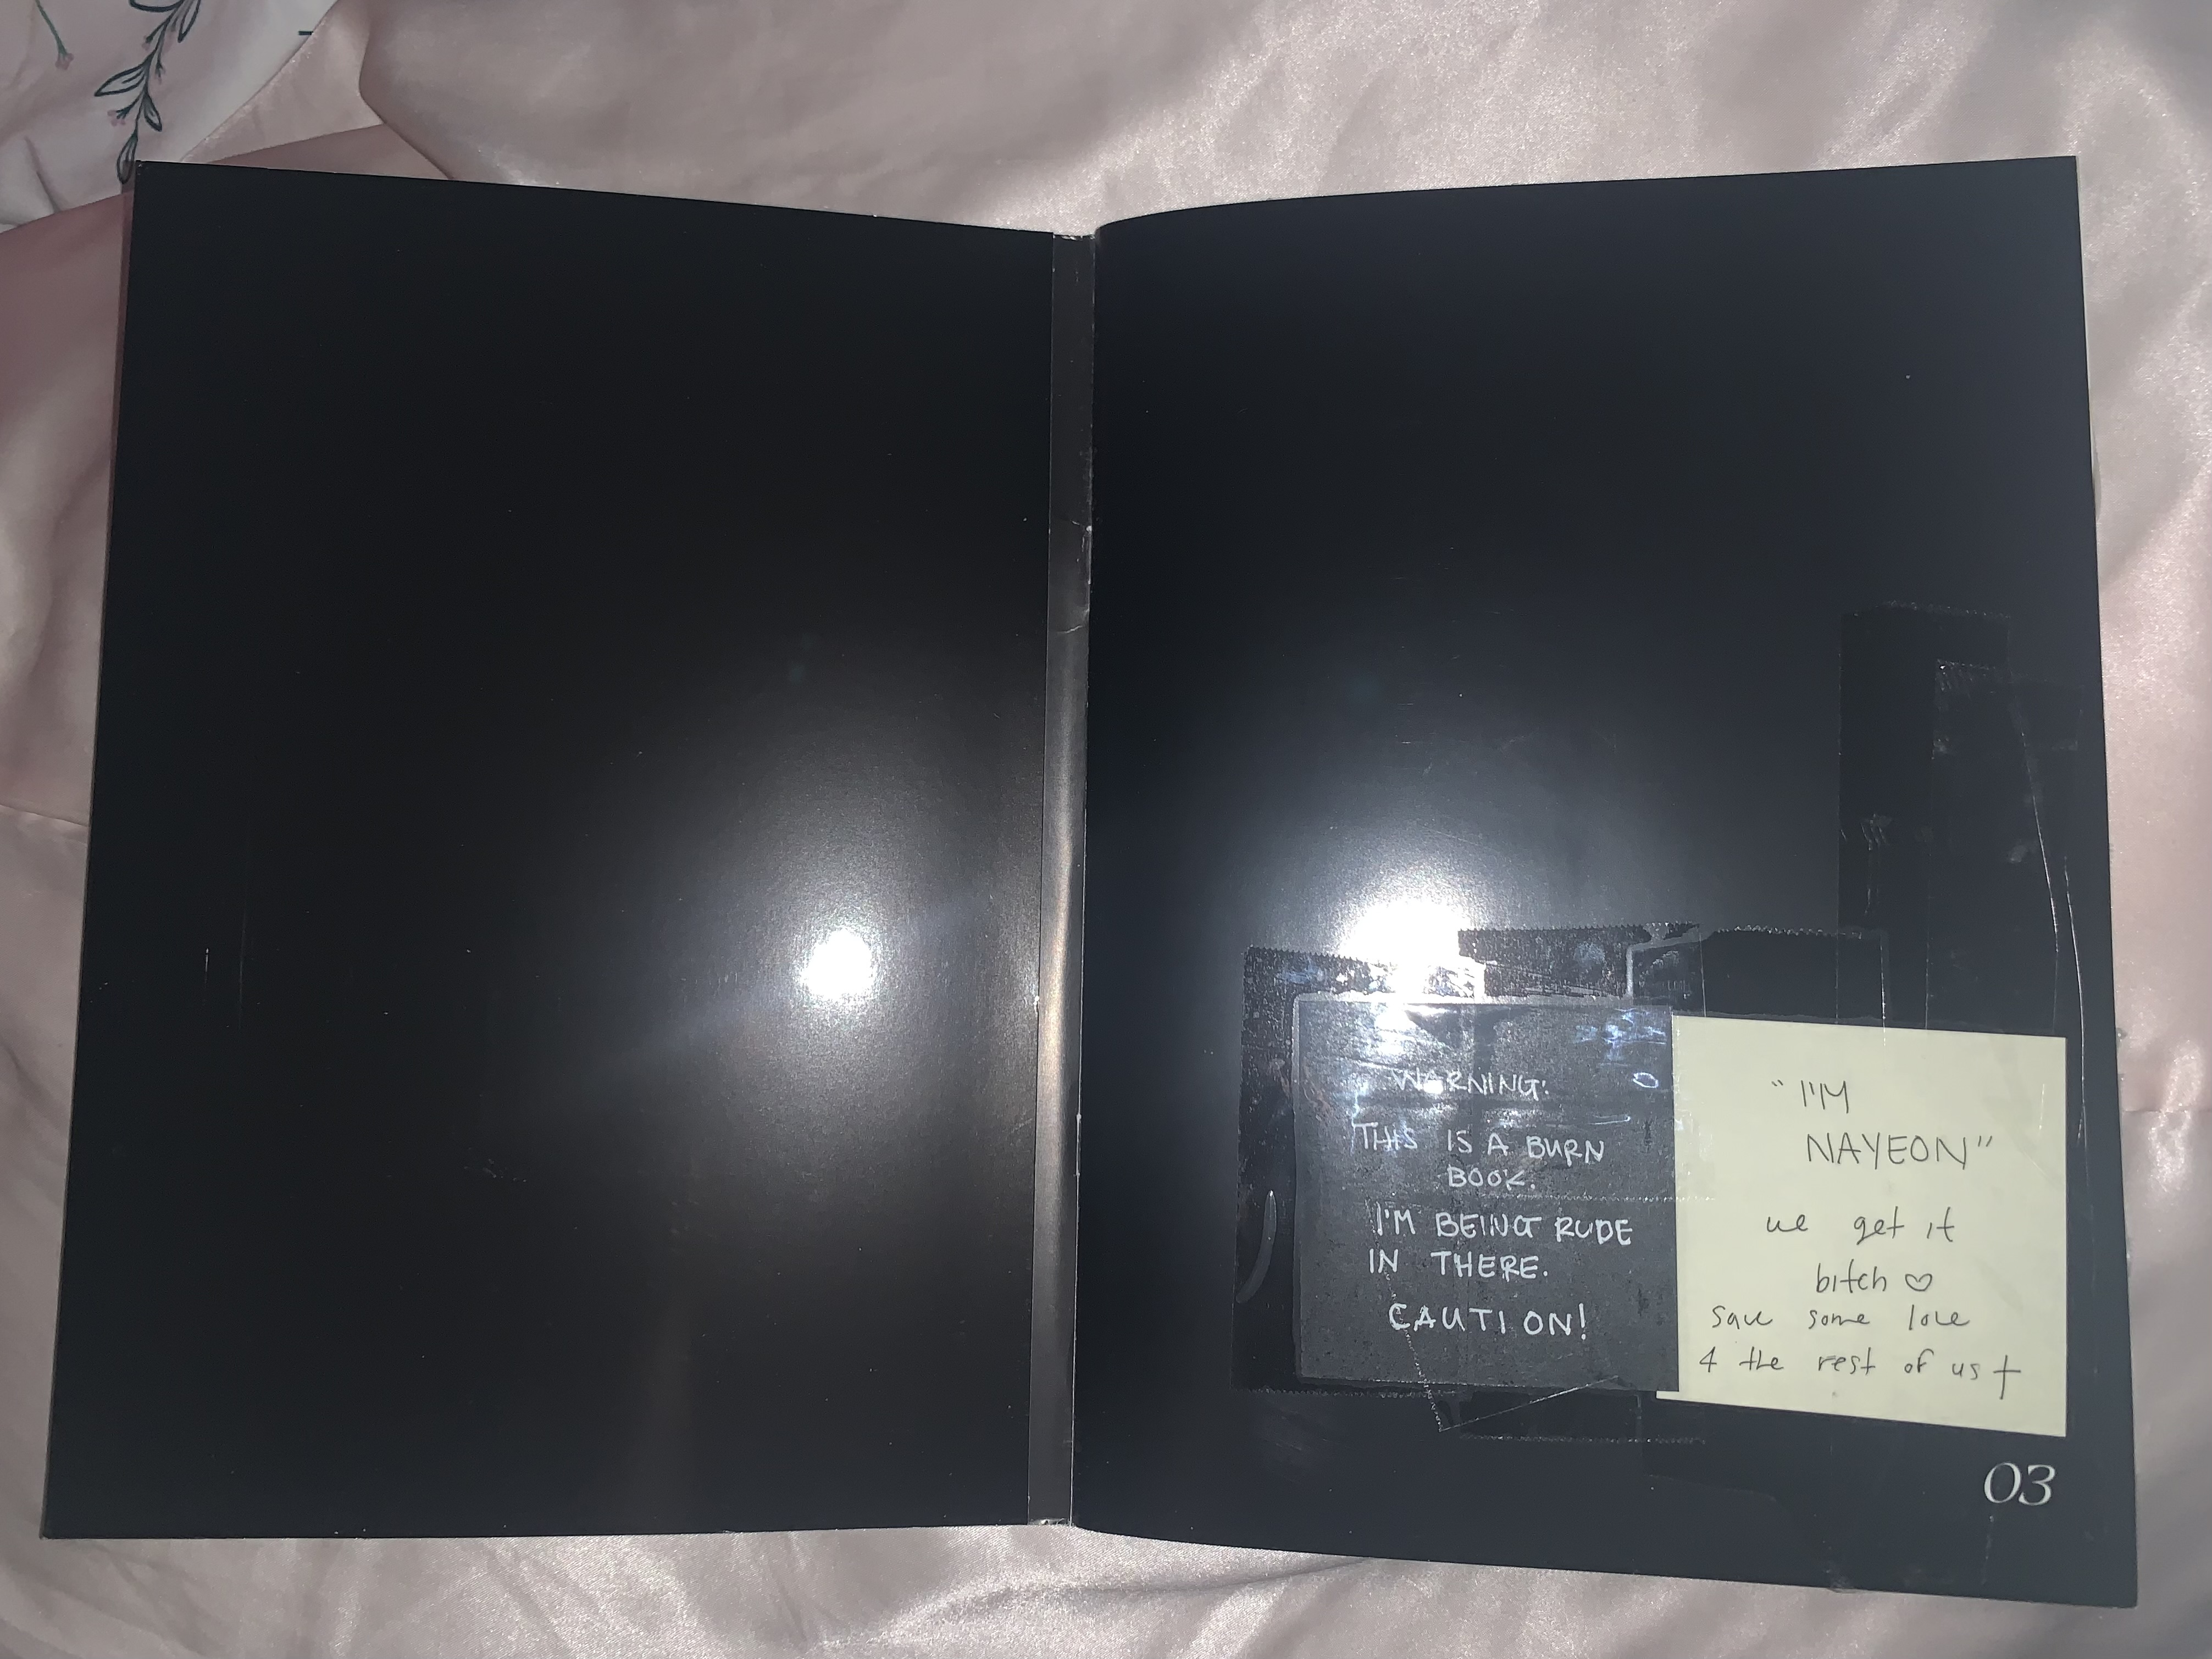 WARNING:
THIS IS A BURN
BOOK.
I'M BEING RUDE
IN THERE.
CAUTION!
"I'M
NAYEON"
we get it
bitch ♡
save some love
4 the rest of us †
03